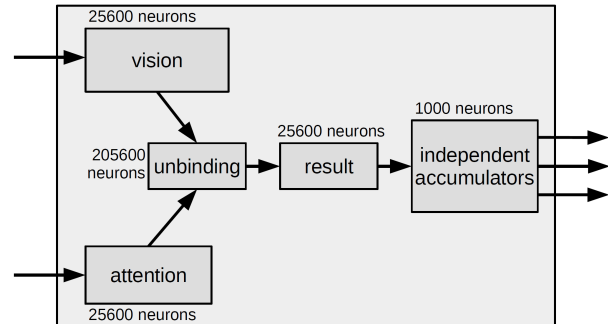 25600 neurons
vision
205600
neurons
unbinding
25600 neurons
result
1000 neurons
independent
accumulators
attention
25600 neurons